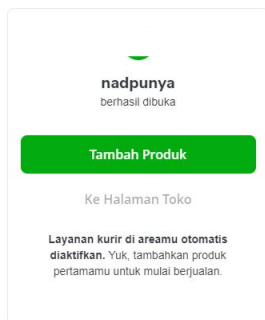 nadpunya
berhasil dibuka
Tambah Produk
Ke Halaman Toko
Layanan kurir di areamu otomatis
diaktifkan. Yuk, tambahkan produk
pertamamu untuk mulai berjualan.